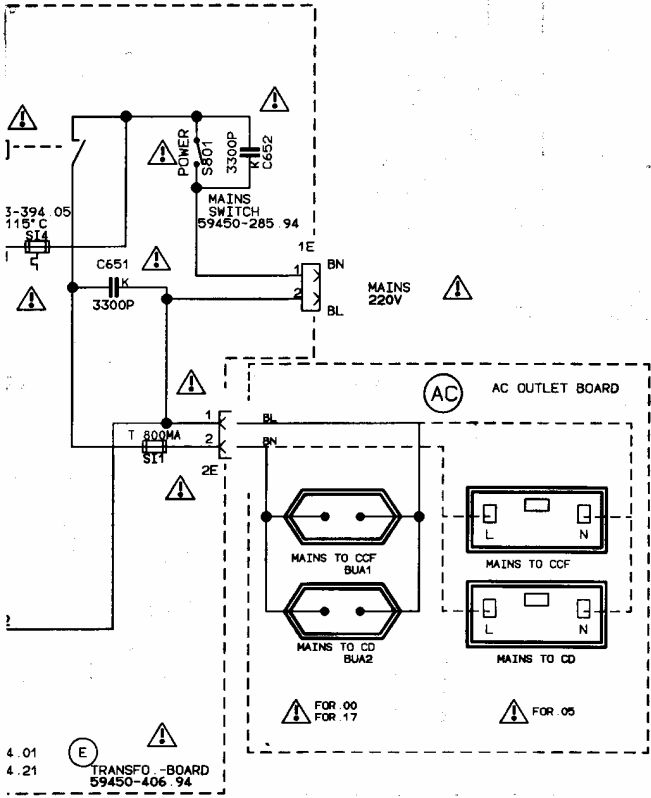 POWER
S801
3300P
K
C652
3-394.05
115°C
SI4
MAINS
SWITCH
59450-285.94
1E
C651
K
3300P
1
BN
2
BL
MAINS
220V
AC
AC OUTLET BOARD
1
BL
T 800MA
2
BN
SI1
2E
L
N
MAINS TO CCF
BUA1
MAINS TO CCF
L
N
MAINS TO CD
BUA2
MAINS TO CD
FOR.00
FOR.17
FOR.05
4.01
4.21
E
TRANSFO.-BOARD
59450-406.94